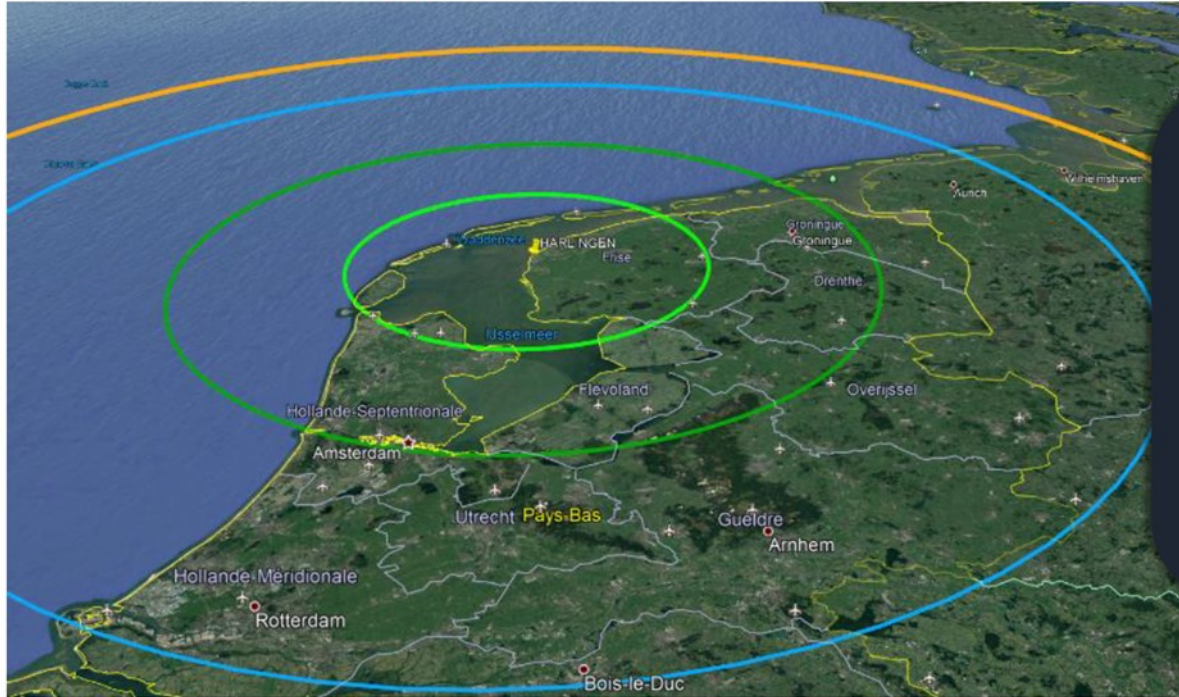 Wilhelmshaven
Aurich
Groningue
Groningue
HARLINGEN
Waddenzee
Frise
Drenthe
IJsselmeer
Flevoland
Overijssel
Hollande-Septentrionale
Amsterdam
Utrecht
Pays Bas
Gueldre
Arnhem
Hollande-Méridionale
Rotterdam
Bois-le-Duc